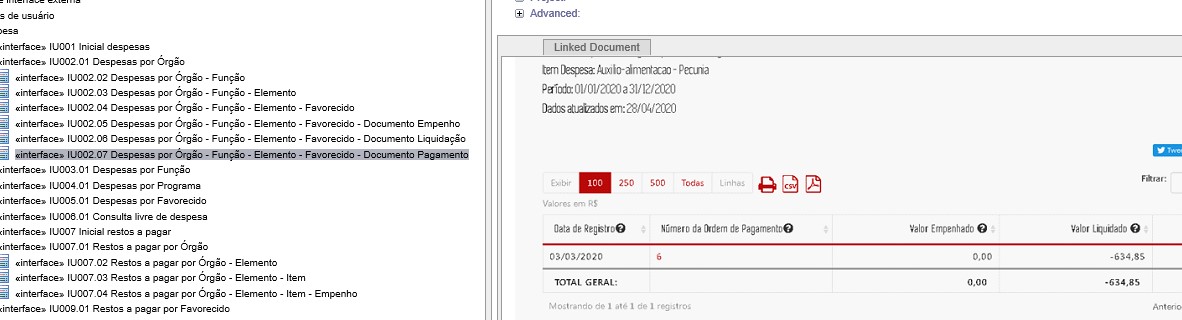 s de usuário
«interface» IU001 Inicial despesas
«interface» IU002.01 Despesas por Órgão
«interface» IU002.02 Despesas por Órgão - Função
«interface» IU002.03 Despesas por Órgão - Função - Elemento
«interface» IU002.04 Despesas por Órgão - Função - Elemento - Favorecido
«interface» IU002.05 Despesas por Órgão - Função - Elemento - Favorecido - Documento Empenho
«interface» IU002.06 Despesas por Órgão - Função - Elemento - Favorecido - Documento Liquidação
«interface» IU002.07 Despesas por Órgão - Função - Elemento - Favorecido - Documento Pagamento
«interface» IU003.01 Despesas por Função
«interface» IU004.01 Despesas por Programa
«interface» IU005.01 Despesas por Favorecido
«interface» IU006.01 Consulta livre de despesa
«interface» IU007 Inicial restos a pagar
«interface» IU007.01 Restos a pagar por Órgão
«interface» IU007.02 Restos a pagar por Órgão - Elemento
«interface» IU007.03 Restos a pagar por Órgão - Elemento - Item
«interface» IU007.04 Restos a pagar por Órgão - Elemento - Item - Empenho
«interface» IU009.01 Restos a pagar por Favorecido
Advanced:
Linked Document
Item Despesa: Auxilio-alimentacao - Pecunia
Período: 01/01/2020 a 31/12/2020
Dados atualizados em: 28/04/2020
Twee
Filtrar:
Exibir 100 250 500 Todas Linhas CSV
Valores em R$
Data de Registro Número da Ordem de Pagamento Valor Empenhado Valor Liquidado
03/03/2020 6 0,00 -634,85
TOTAL GERAL: 0,00 -634,85
Mostrando de 1 até 1 de 1 registros
Anterio